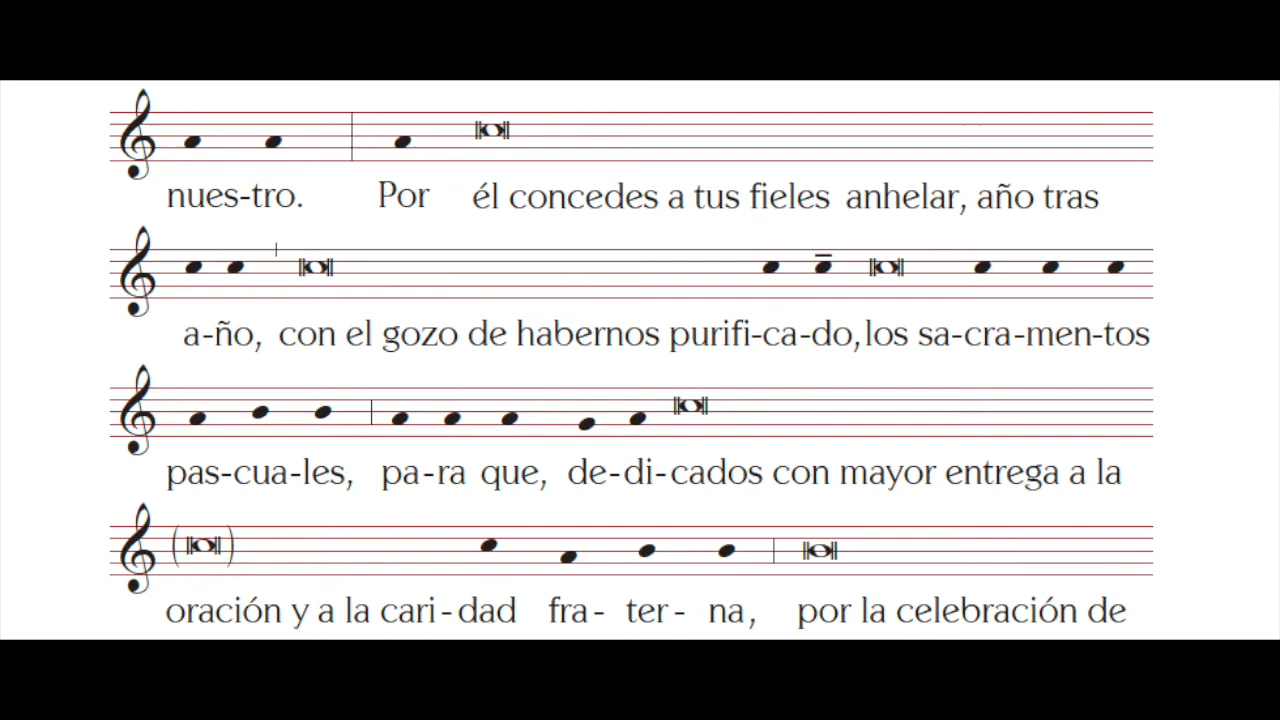 nues-tro. Por él concedes a tus fieles anhelar, año tras
a-ño, con el gozo de habernos purifi-ca-do, los sa-cra-men-tos
pas-cua-les, pa-ra que, de-di-cados con mayor entrega a la
oración y a la cari-dad fra-ter-na, por la celebración de